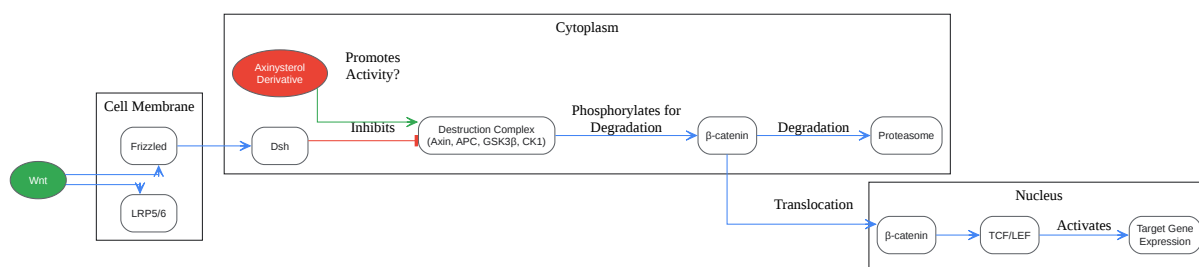 Cytoplasm
Axinysterol
Derivative
Promotes
Activity?
Cell Membrane
Frizzled
Dsh
Inhibits
Destruction Complex
(Axin, APC, GSK3β, CK1)
Phosphorylates for
Degradation
β-catenin
Degradation
Proteasome
Wnt
LRP5/6
Translocation
Nucleus
β-catenin
TCF/LEF
Activates
Target Gene
Expression